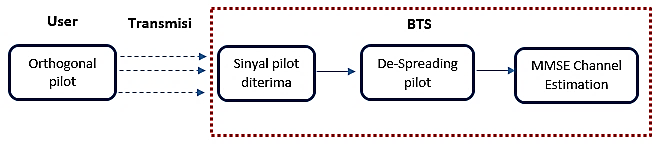 User
Transmisi
BTS
Orthogonal
pilot
Sinyal pilot
diterima
De-Spreading
pilot
MMSE Channel
Estimation